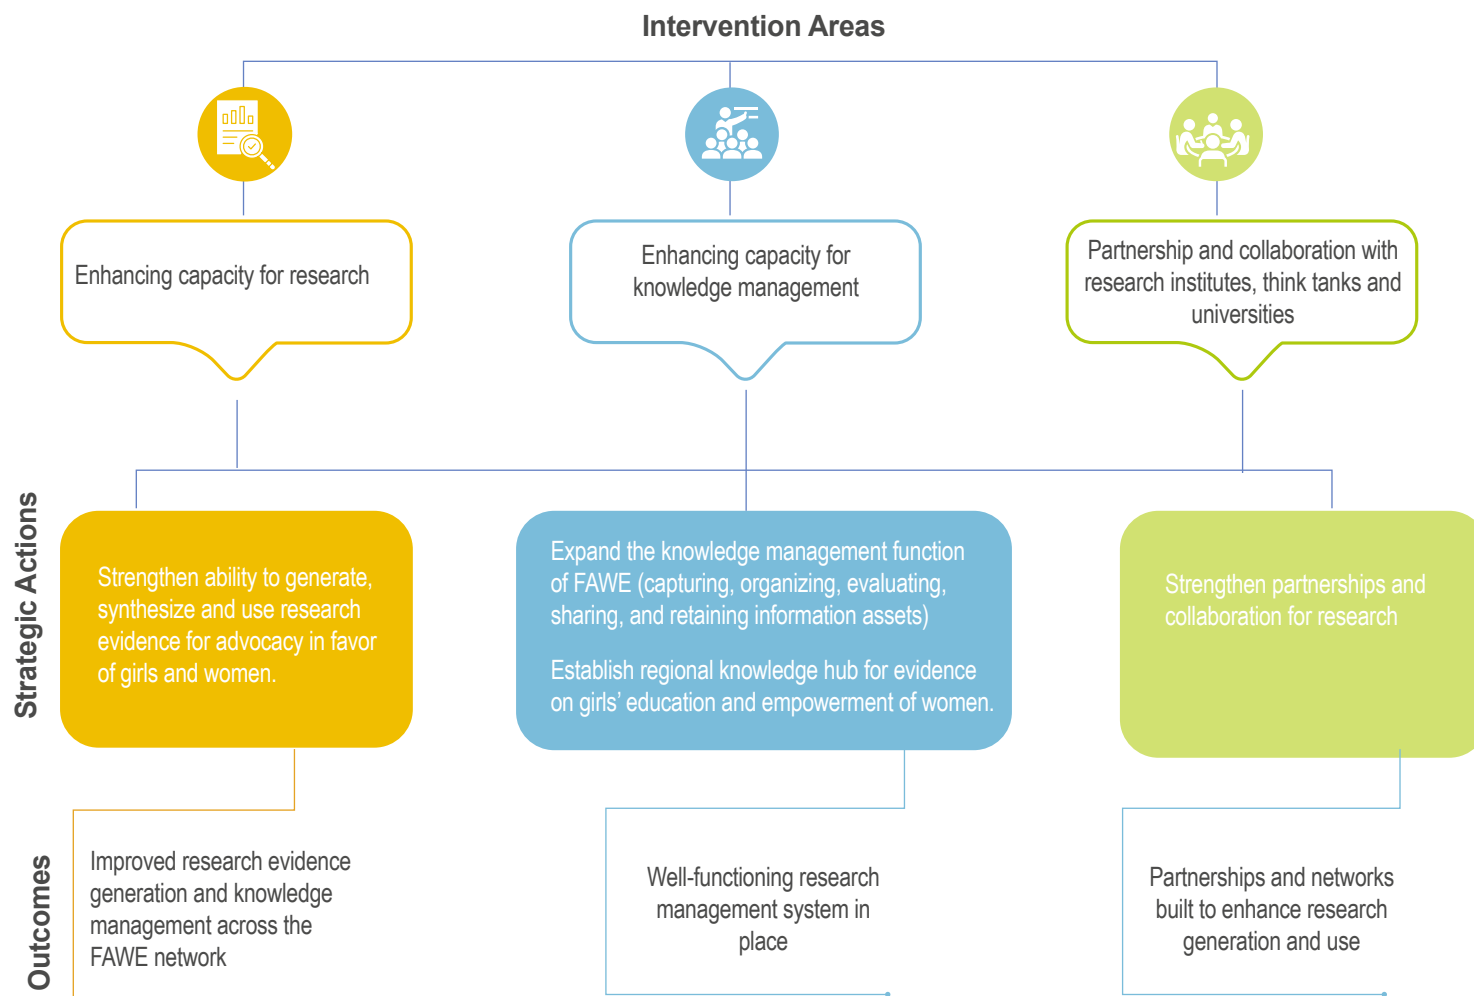 Intervention Areas
Enhancing capacity for research
Enhancing capacity for
knowledge management
Partnership and collaboration with
research institutes, think tanks and
universities
Strategic Actions
Strengthen ability to generate,
synthesize and use research
evidence for advocacy in favor
of girls and women.
Expand the knowledge management function
of FAWE (capturing, organizing, evaluating,
sharing, and retaining information assets)
Establish regional knowledge hub for evidence
on girls’ education and empowerment of women.
Strengthen partnerships and
collaboration for research
Outcomes
Improved research evidence
generation and knowledge
management across the
FAWE network
Well-functioning research
management system in
place
Partnerships and networks
built to enhance research
generation and use